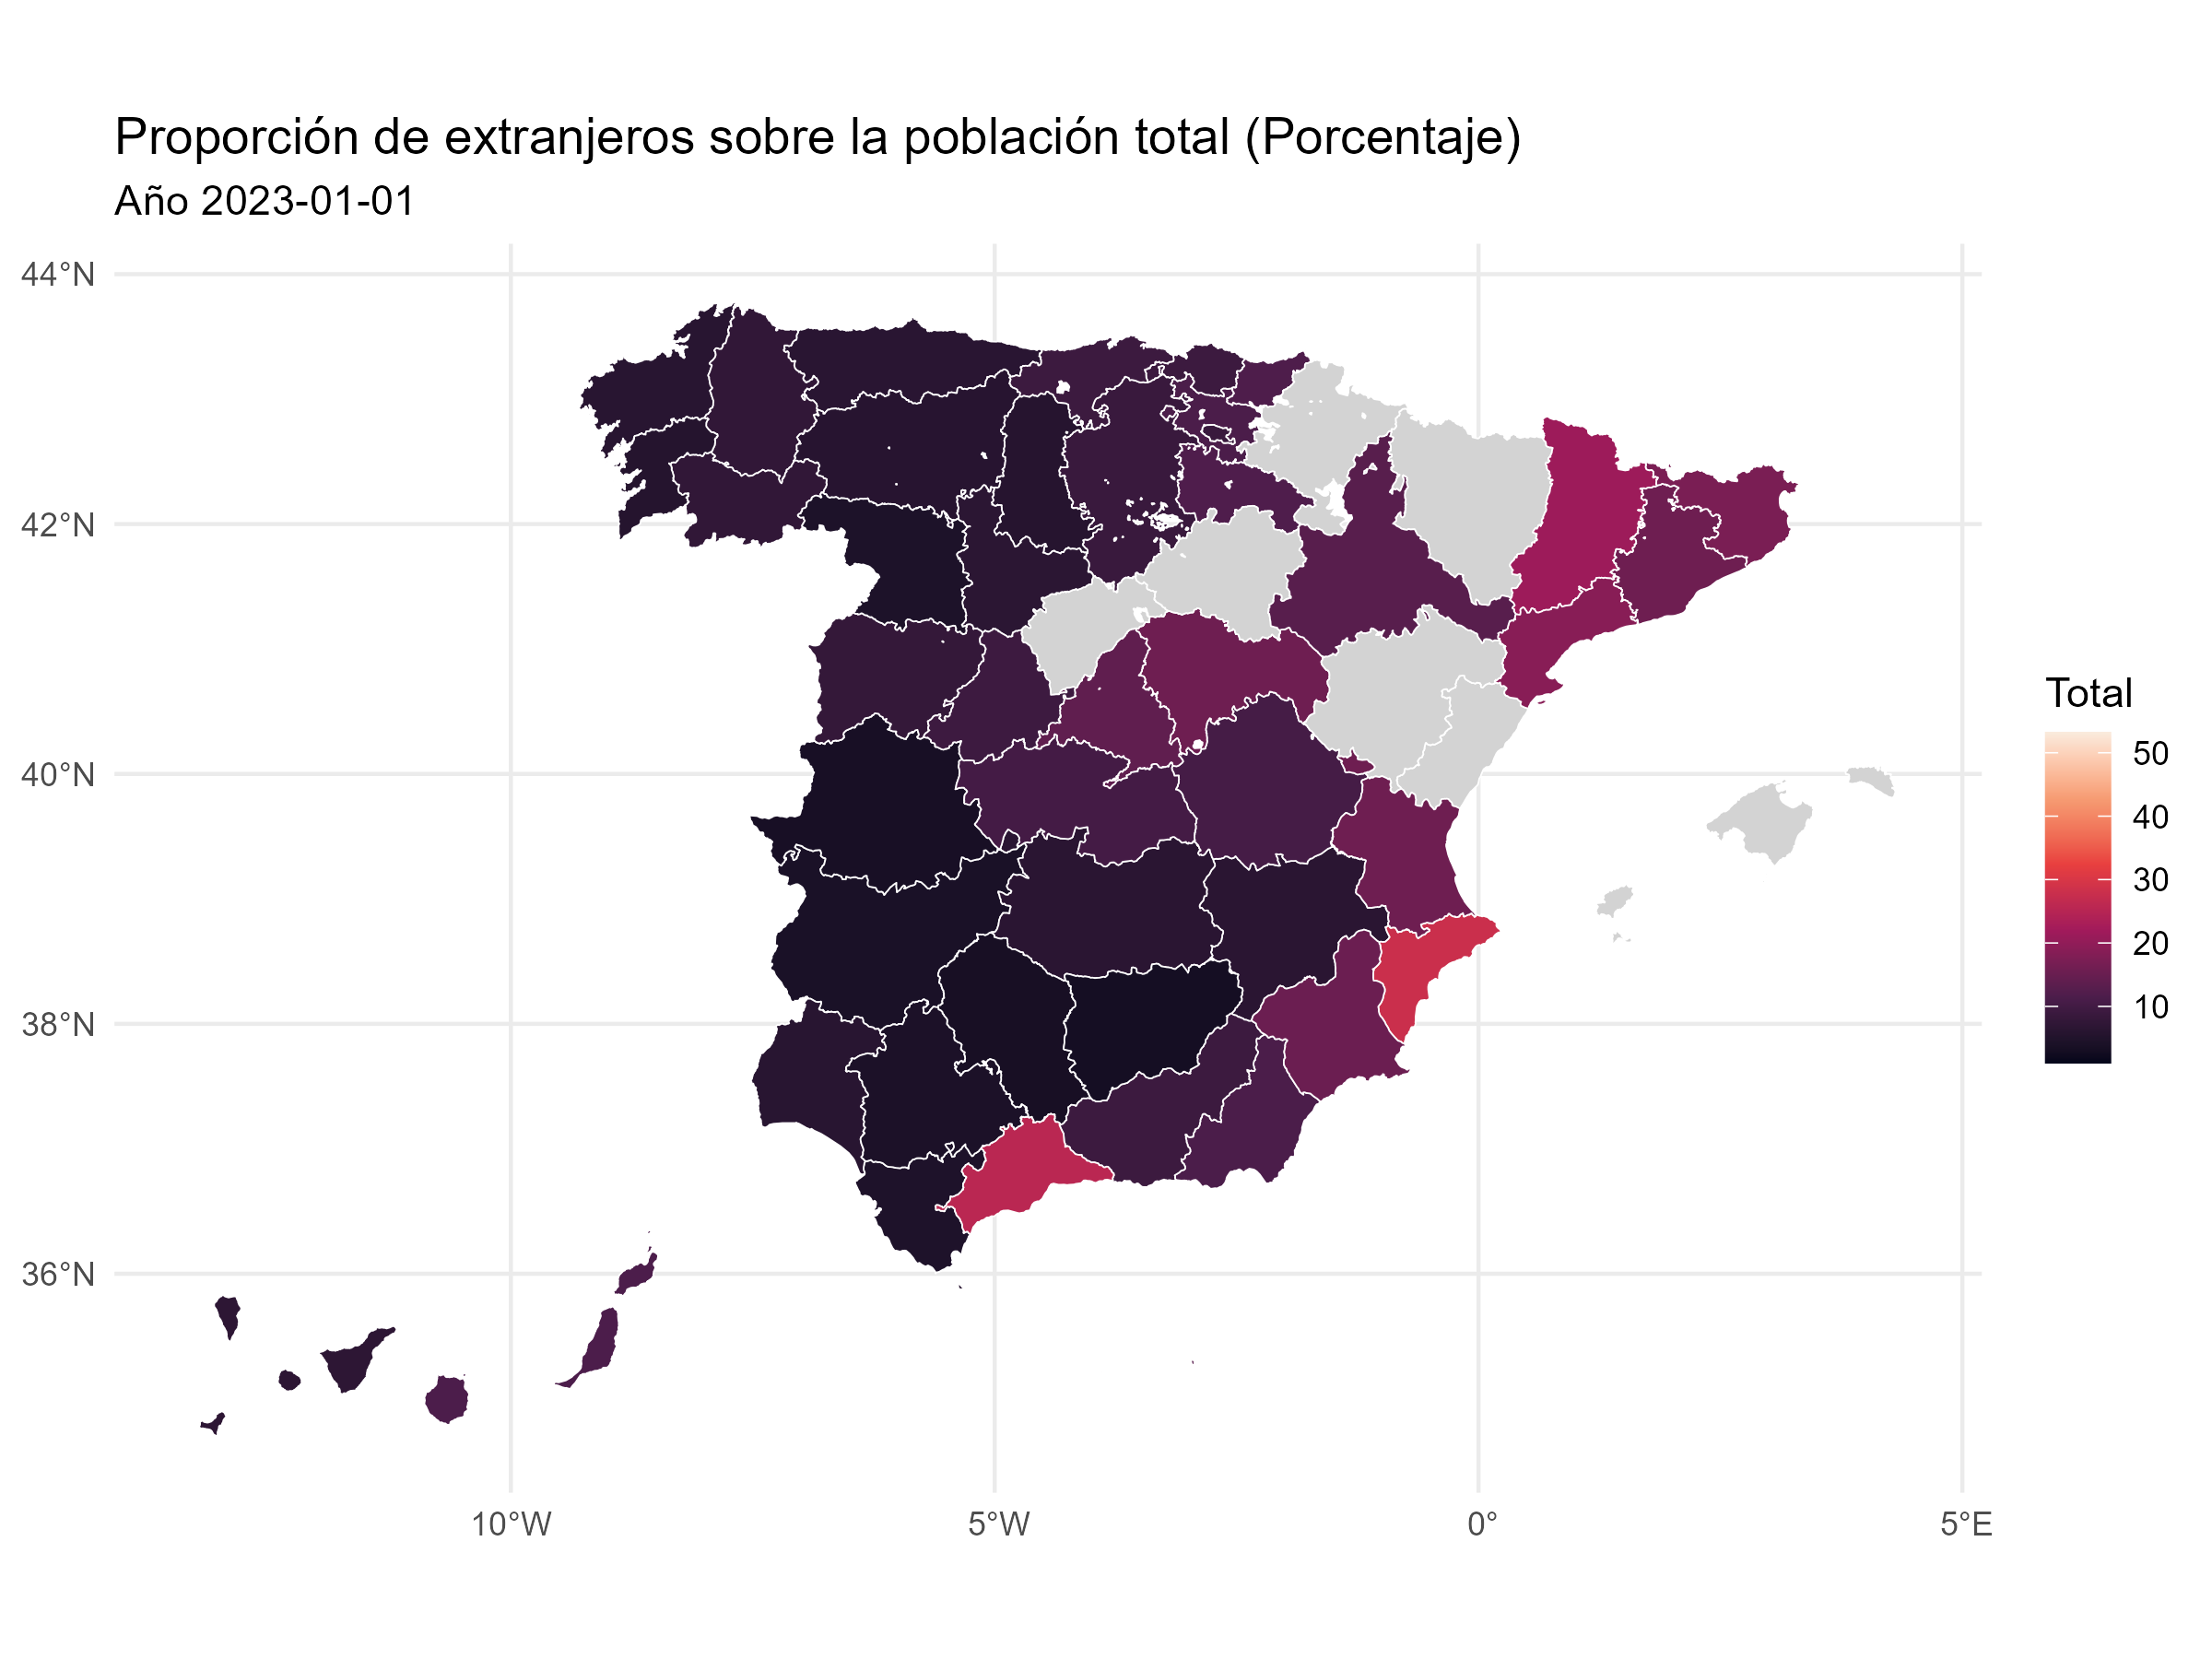 Proporción de extranjeros sobre la población total (Porcentaje)
Año 2023-01-01
44°N
42°N
40°N
38°N
36°N
10°W
5°W
0°
5°E
Total
50
40
30
20
10